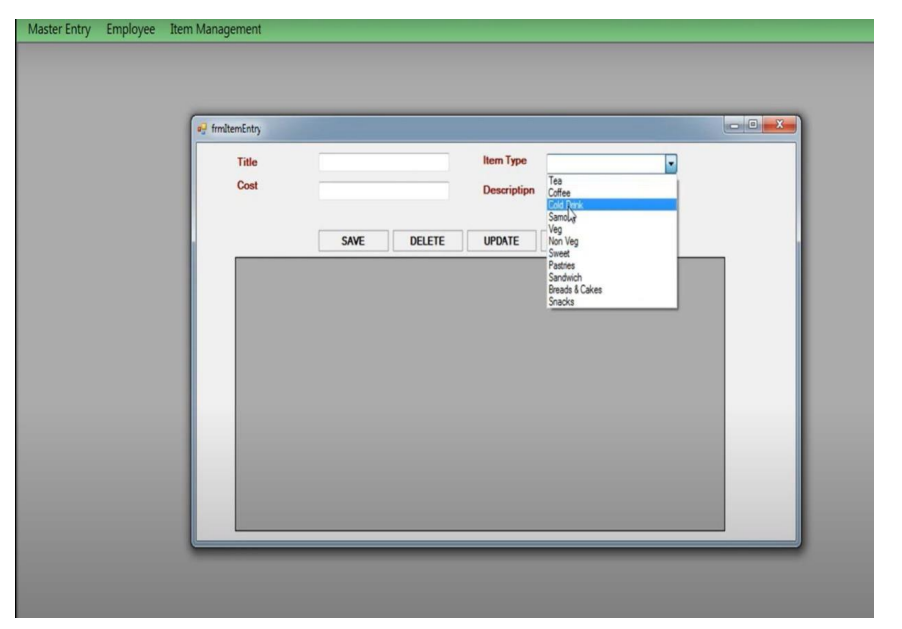 Master Entry Employee Item Management
frmItemEntry
Title
Item Type
Cost
Descriptipn
Tea
Coffee
Cold Drink
Samosa
Veg
Non Veg
Sweet
Pastries
Sandwich
Breads & Cakes
Snacks
SAVE DELETE UPDATE